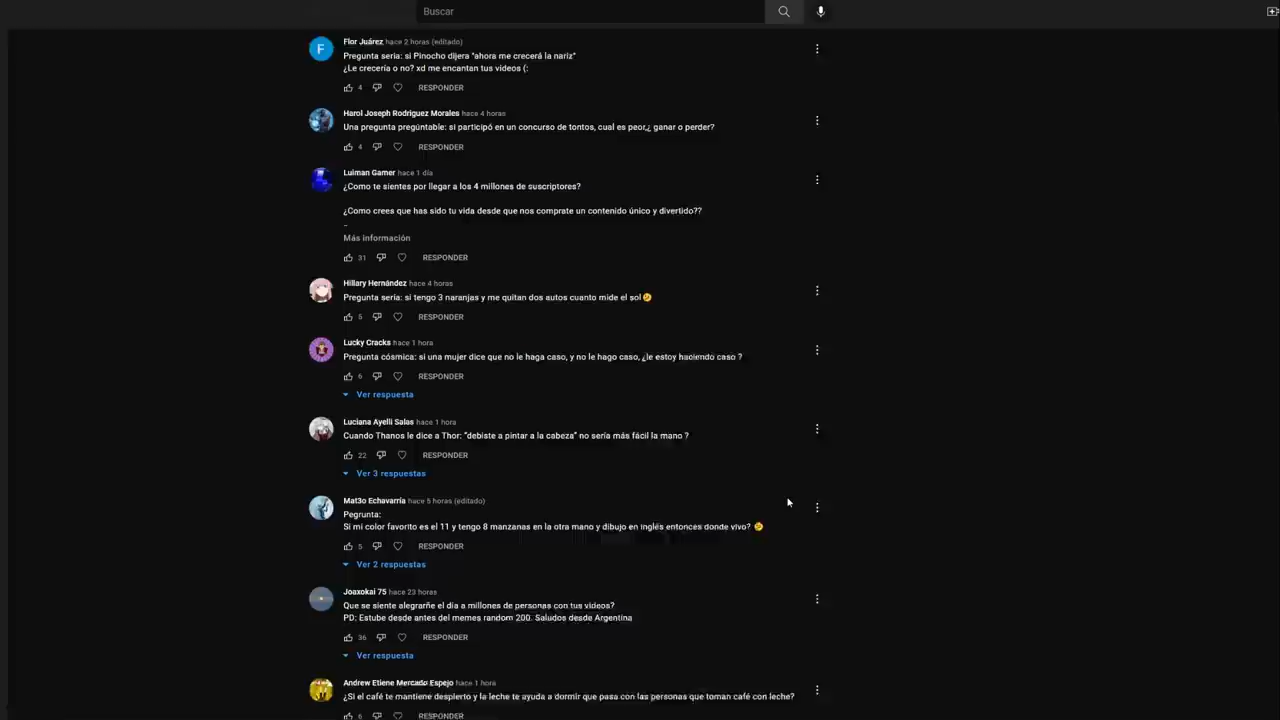 Buscar
Flor Juárez hace 2 horas (editado)
Pregunta seria: si Pinocho dijera "ahora me crecerá la nariz"
¿Le crecería o no? xd me encantan tus videos (:
4 RESPONDER
Harol Joseph Rodriguez Morales hace 4 horas
Una pregunta pregúntable: si participó en un concurso de tontos, cual es peor,¿ ganar o perder?
4 RESPONDER
Luiman Gamer hace 1 día
¿Como te sientes por llegar a los 4 millones de suscriptores?
¿Como crees que has sido tu vida desde que nos comprate un contenido único y divertido??
-
Más información
31 RESPONDER
Hillary Hernández hace 4 horas
Pregunta seria: si tengo 3 naranjas y me quitan dos autos cuanto mide el sol🤔
5 RESPONDER
Lucky Cracks hace 1 hora
Pregunta cósmica: si una mujer dice que no le haga caso, y no le hago caso, ¿le estoy haciendo caso ?
6 RESPONDER
Ver respuesta
Luciana Ayelli Salas hace 1 hora
Cuando Thanos le dice a Thor: "debiste a pintar a la cabeza" no sería más fácil la mano ?
22 RESPONDER
Ver 3 respuestas
Mat3o Echavarría hace 5 horas (editado)
Pegrunta:
Si mi color favorito es el 11 y tengo 8 manzanas en la otra mano y dibujo en inglés entonces donde vivo? 🤔
5 RESPONDER
Ver 2 respuestas
Joaxokai 75 hace 23 horas
Que se siente alegrarñe el día a millones de personas con tus videos?
PD: Estube desde antes del memes random 200. Saludos desde Argentina
36 RESPONDER
Ver respuesta
Andrew Etiene Mercado Espejo hace 1 hora
¿Si el café te mantiene despierto y la leche te ayuda a dormir que pasa con las personas que toman café con leche?
6 RESPONDER